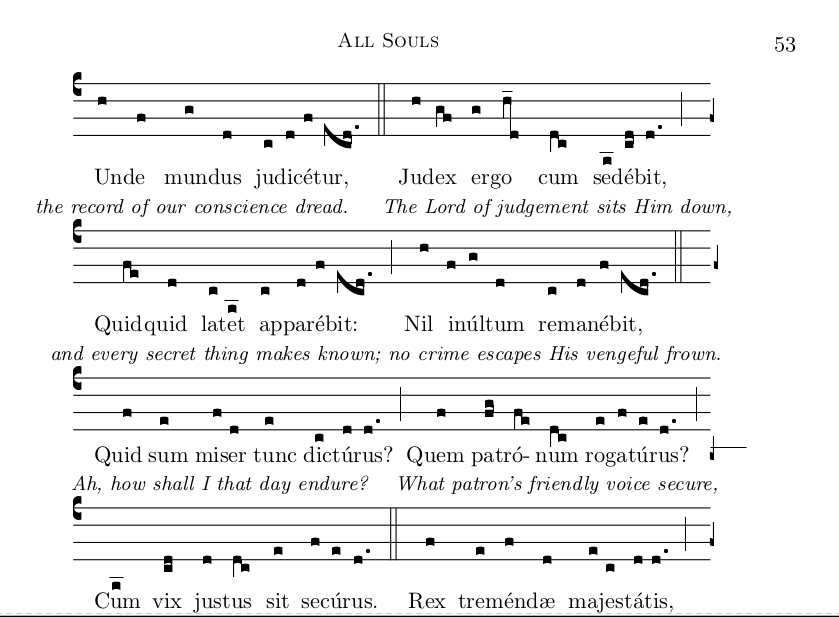 All Souls 53
Unde mundus judicétur, Judex ergo cum sedébit,
the record of our conscience dread. The Lord of judgement sits Him down,
Quidquid latet apparébit: Nil inúltum remanébit,
and every secret thing makes known; no crime escapes His vengeful frown.
Quid sum miser tunc dictúrus? Quem patró-num rogatúrus?
Ah, how shall I that day endure? What patron's friendly voice secure,
Cum vix justus sit secúrus. Rex treméndæ majestátis,